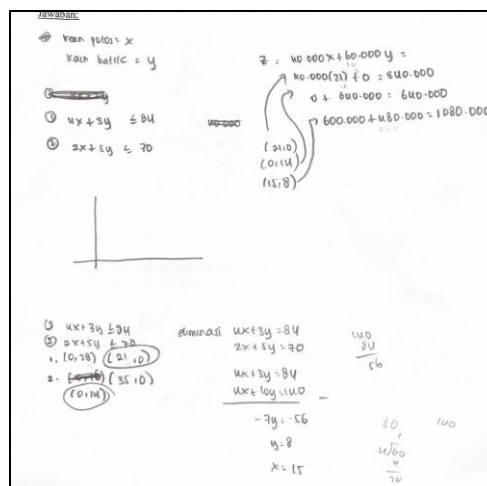 Jawaban:
Kain polos = x
Kain batik = y
① 4x+3y ≤ 84
② 2x+5y ≤ 70
Z = 40.000x+60.000y =
40.000(21) + 0 = 840.000
0 + 640.000 = 640.000
600.000+480.000=1080.000
(21,0)
(0,14)
(15,8)
① 4x+3y ≤84
② 2x+5y ≤ 70
1. (0,28) (21,0)
2. (35,0)
(0,14)
eliminasi 4x+3y=84
2x+5y=70
4x+3y=84
4x+10y=140
-7y=-56
y=8
x=15
140
84
56